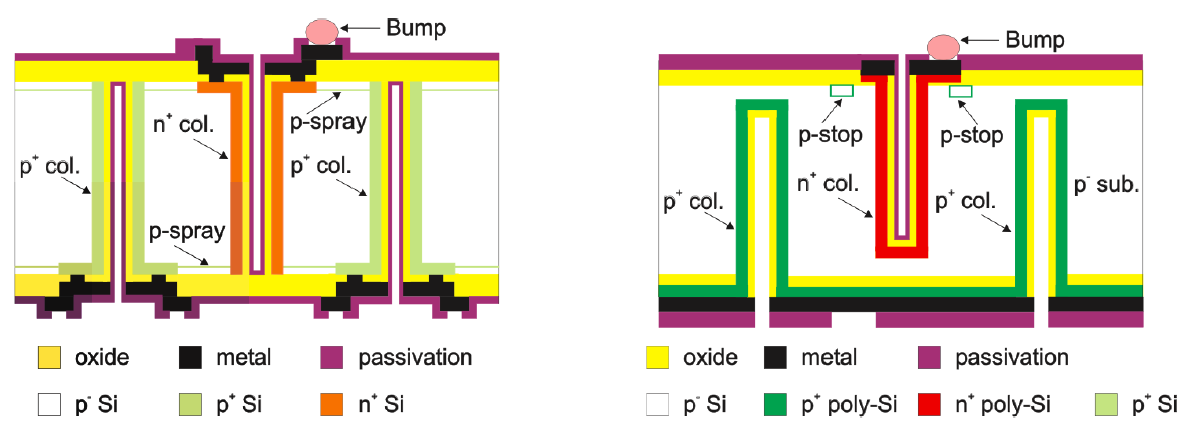 Bump
n⁺ col.
p-spray
p⁺ col.
p⁺ col.
p-spray
oxide metal passivation
p⁻ Si p⁺ Si n⁺ Si
Bump
p-stop p-stop
p⁺ col. n⁺ col. p⁺ col. p⁻ sub.
oxide metal passivation
p⁻ Si p⁺ poly-Si n⁺ poly-Si p⁺ Si